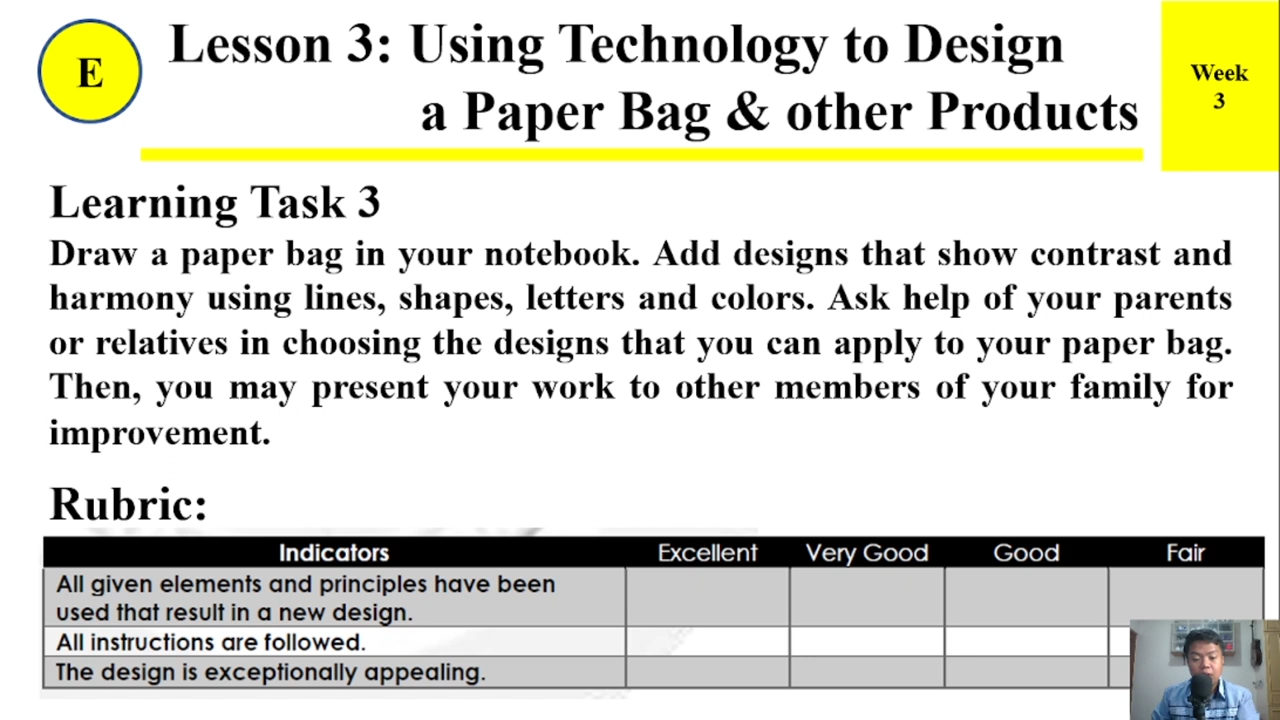 E
Lesson 3: Using Technology to Design
a Paper Bag & other Products
Week
3
Learning Task 3
Draw a paper bag in your notebook. Add designs that show contrast and
harmony using lines, shapes, letters and colors. Ask help of your parents
or relatives in choosing the designs that you can apply to your paper bag.
Then, you may present your work to other members of your family for
improvement.
Rubric:
Indicators Excellent Very Good Good Fair
All given elements and principles have been
used that result in a new design.
All instructions are followed.
The design is exceptionally appealing.